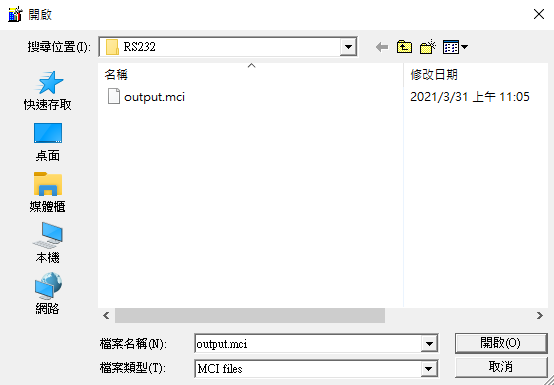 開啟
搜尋位置(I): RS232
名稱 修改日期
output.mci 2021/3/31 上午 11:05
快速存取
桌面
媒體櫃
本機
網路
檔案名稱(N): output.mci 開啟(O)
檔案類型(T): MCI files 取消